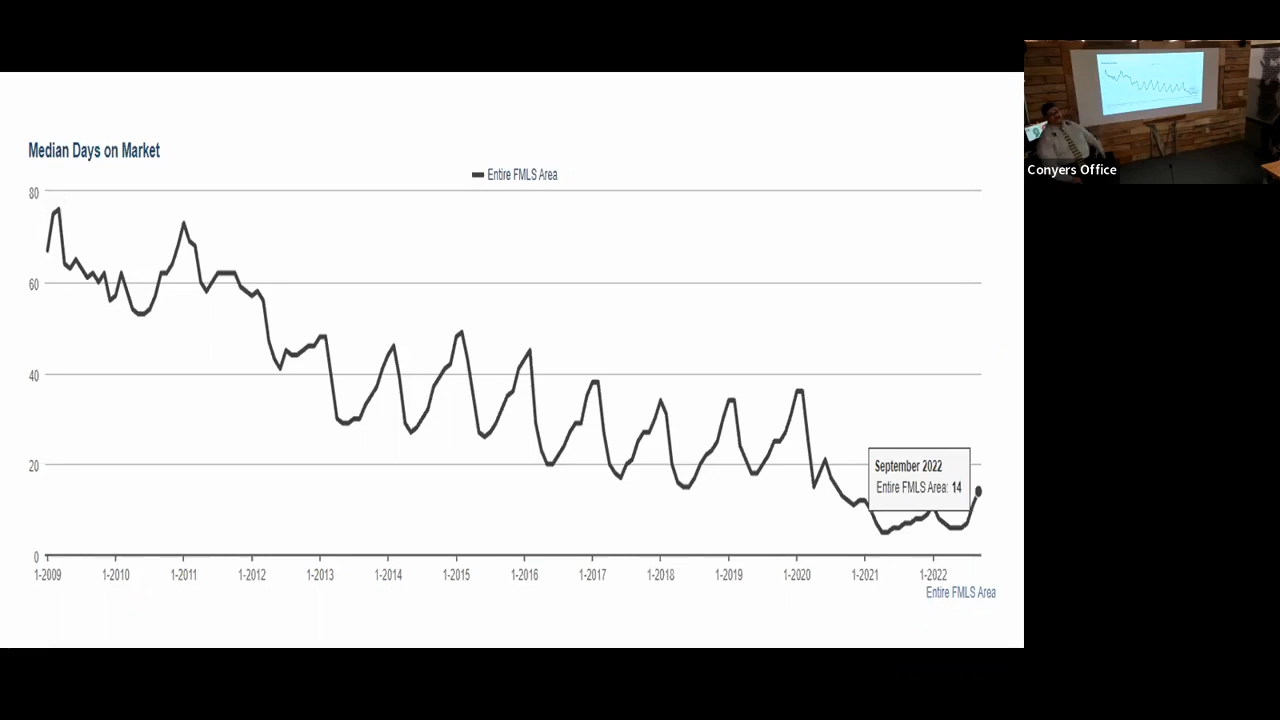 Median Days on Market
Entire FMLS Area
80
60
40
20
0
September 2022
Entire FMLS Area: 14
1-2009 1-2010 1-2011 1-2012 1-2013 1-2014 1-2015 1-2016 1-2017 1-2018 1-2019 1-2020 1-2021 1-2022
Entire FMLS Area
Conyers Office